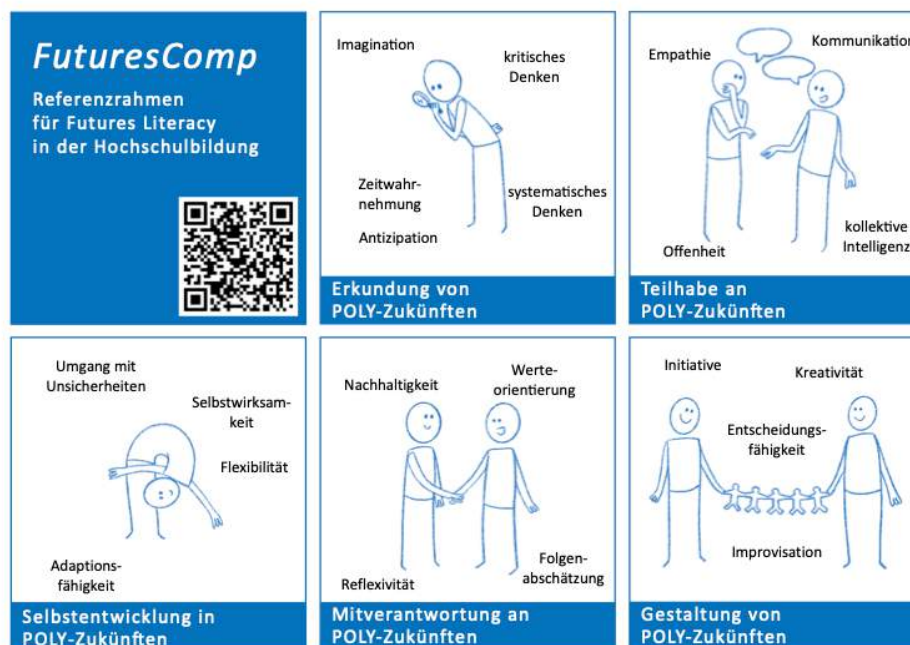 FuturesComp
Referenzrahmen
für Futures Literacy
in der Hochschulbildung
Imagination
kritisches
Denken
Zeitwahr-
nehmung
systematisches
Denken
Antizipation
Erkundung von
POLY-Zukünften
Empathie
Kommunikation
Offenheit
kollektive
Intelligenz
Teilhabe an
POLY-Zukünften
Umgang mit
Unsicherheiten
Selbstwirksam-
keit
Flexibilität
Adaptions-
fähigkeit
Selbstentwicklung in
POLY-Zukünften
Nachhaltigkeit
Werte-
orientierung
Reflexivität
Folgen-
abschätzung
Mitverantwortung an
POLY-Zukünften
Initiative
Kreativität
Entscheidungs-
fähigkeit
Improvisation
Gestaltung von
POLY-Zukünften